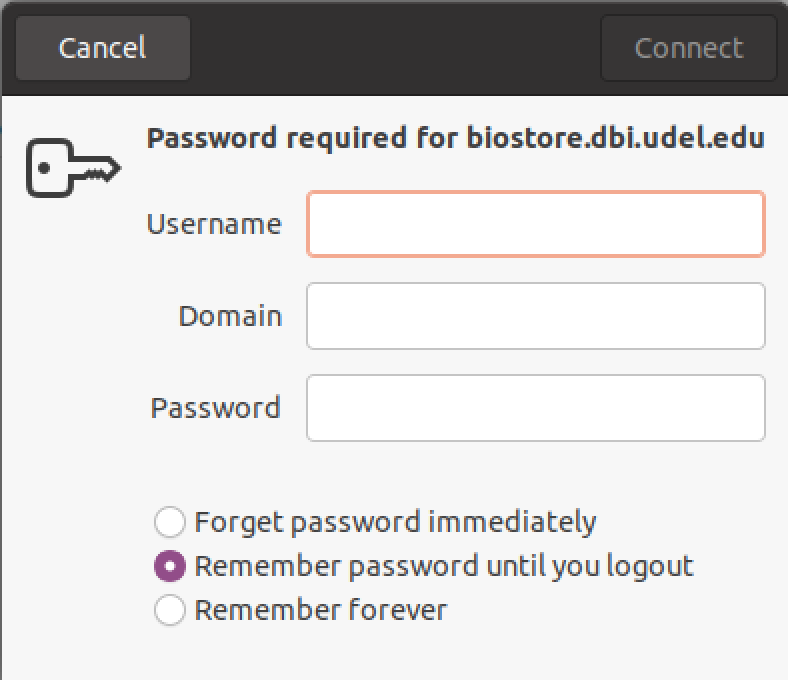 Cancel Connect
Password required for biostore.dbi.udel.edu
Username
Domain
Password
Forget password immediately
Remember password until you logout
Remember forever